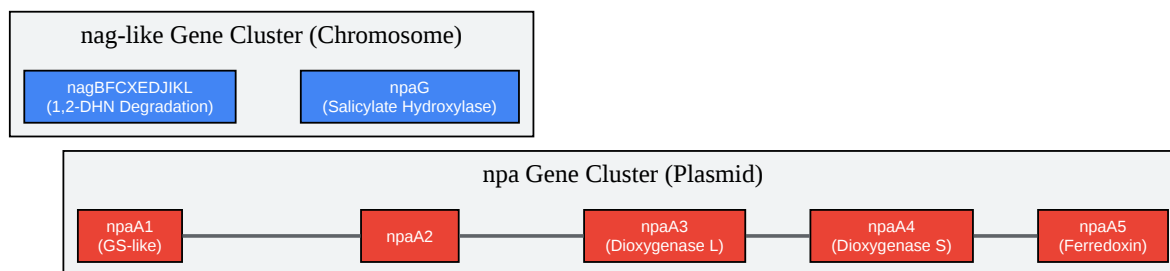 nag-like Gene Cluster (Chromosome)
nagBFCXEDJIKL
(1,2-DHN Degradation)
npaG
(Salicylate Hydroxylase)
npa Gene Cluster (Plasmid)
npaA1
(GS-like)
npaA2
npaA3
(Dioxygenase L)
npaA4
(Dioxygenase S)
npaA5
(Ferredoxin)